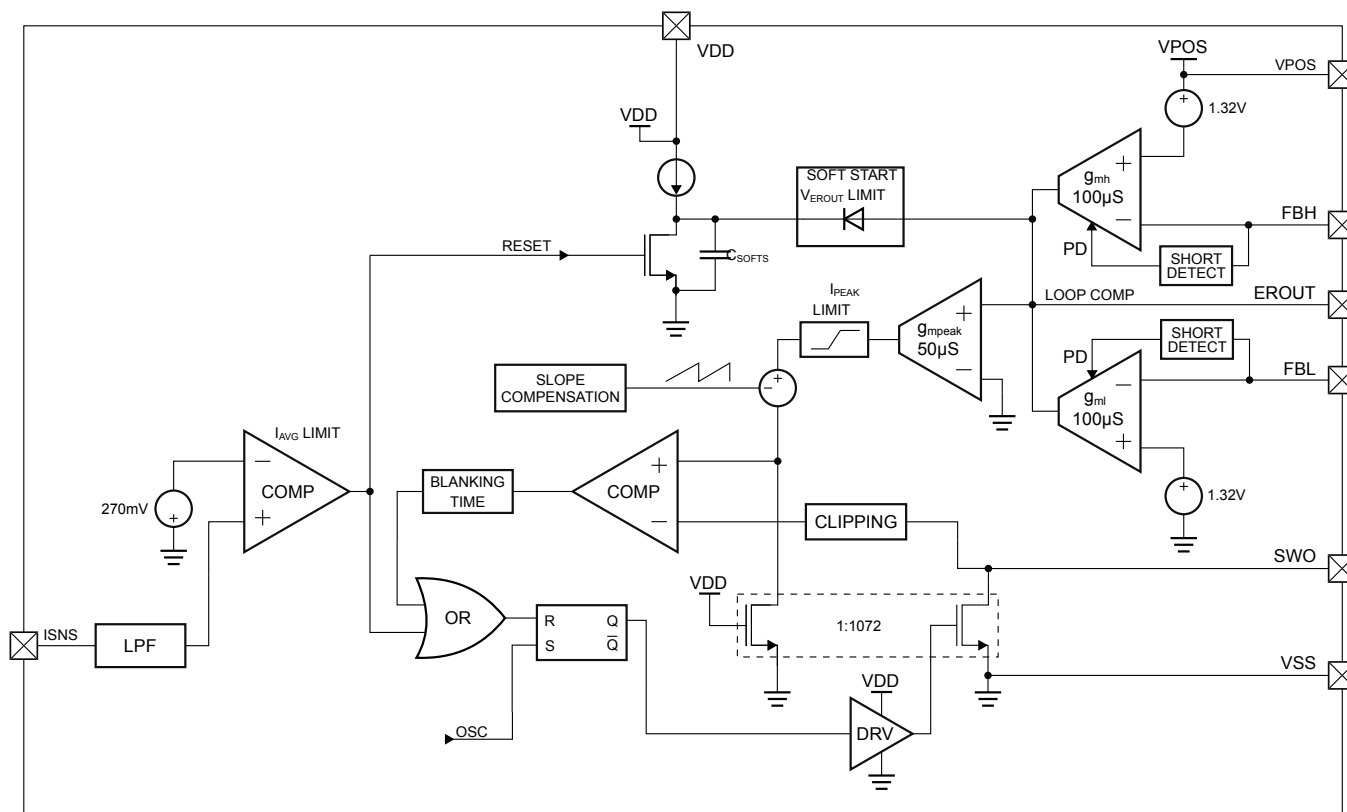 VDD
VPOS
VPOS
+
1.32V
VDD
SOFT START
VEROUT LIMIT
+
gmh
100µS
−
FBH
RESET
CSOFTS
PD
SHORT
DETECT
IPEAK
LIMIT
LOOP COMP
EROUT
+
gmpeak
50µS
−
SHORT
DETECT
PD
FBL
SLOPE
COMPENSATION
+
−
−
gml
100µS
+
IAVG LIMIT
−
COMP
+
BLANKING
TIME
+
COMP
−
+
1.32V
270mV
+
CLIPPING
SWO
VDD
1:1072
OR
R Q
S Q̅
ISNS
LPF
VSS
VDD
OSC
DRV